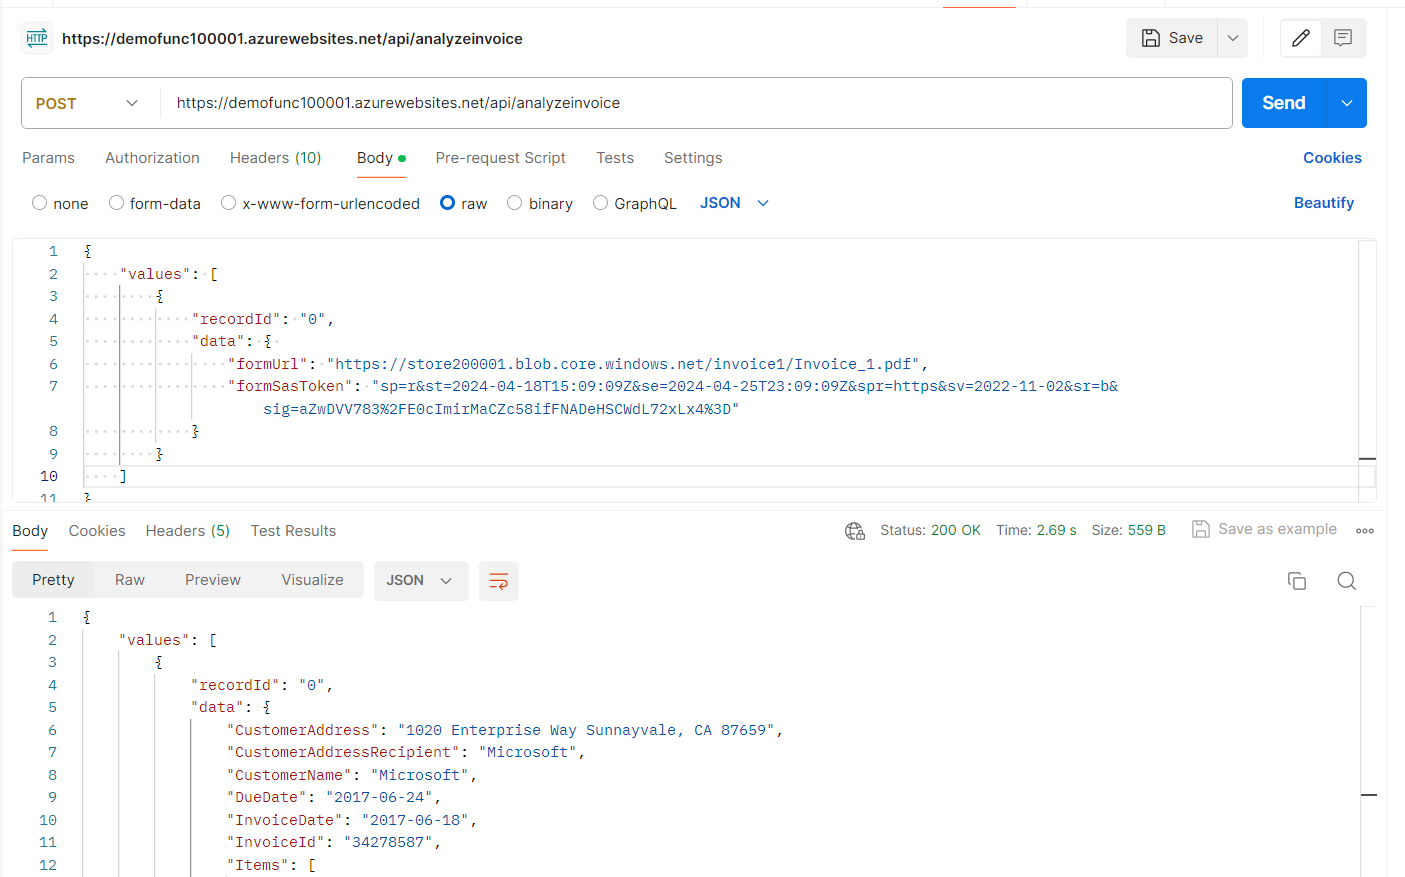 HTTP https://demofunc100001.azurewebsites.net/api/analyzeinvoice Save
POST https://demofunc100001.azurewebsites.net/api/analyzeinvoice Send
Params Authorization Headers (10) Body Pre-request Script Tests Settings Cookies
none form-data x-www-form-urlencoded raw binary GraphQL JSON Beautify
1 {
2 "values": [
3 {
4 "recordId": "0",
5 "data": {
6 "formUrl": "https://store200001.blob.core.windows.net/invoice1/Invoice_1.pdf",
7 "formSasToken": "sp=r&st=2024-04-18T15:09:09Z&se=2024-04-25T23:09:09Z&spr=https&sv=2022-11-02&sr=b&
sig=aZwDVV783%2FE0cImirMaCZc58ifFNADeHSCWdL72xLx4%3D"
8 }
9 }
10 ]
11 }
Body Cookies Headers (5) Test Results Status: 200 OK Time: 2.69 s Size: 559 B Save as example
Pretty Raw Preview Visualize JSON
1 {
2 "values": [
3 {
4 "recordId": "0",
5 "data": {
6 "CustomerAddress": "1020 Enterprise Way Sunnayvale, CA 87659",
7 "CustomerAddressRecipient": "Microsoft",
8 "CustomerName": "Microsoft",
9 "DueDate": "2017-06-24",
10 "InvoiceDate": "2017-06-18",
11 "InvoiceId": "34278587",
12 "Items": [